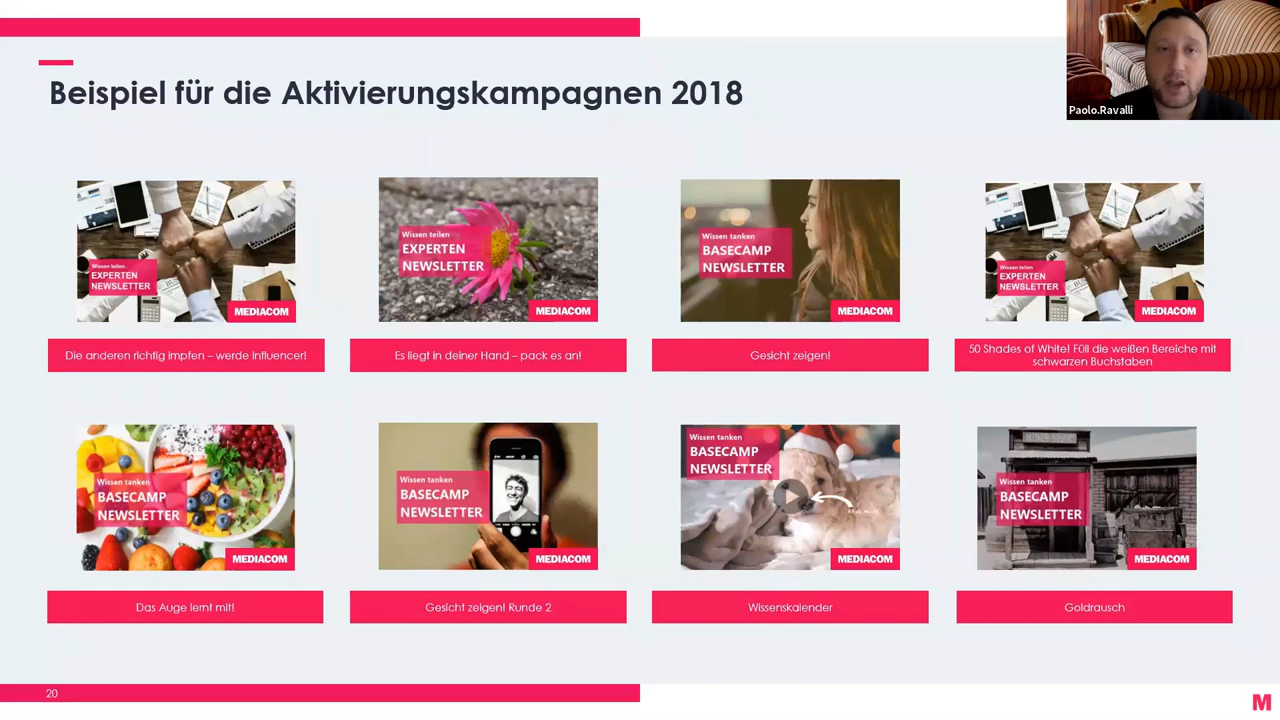 Beispiel für die Aktivierungskampagnen 2018
Paolo.Ravalli
Wissen teilen
EXPERTEN
NEWSLETTER
MEDIACOM
Wissen teilen
EXPERTEN
NEWSLETTER
MEDIACOM
Wissen tanken
BASECAMP
NEWSLETTER
MEDIACOM
Wissen teilen
EXPERTEN
NEWSLETTER
MEDIACOM
Die anderen richtig impfen – werde Influencer!
Es liegt in deiner Hand – pack es an!
Gesicht zeigen!
50 Shades of White! Füll die weißen Bereiche mit
schwarzen Buchstaben
Wissen tanken
BASECAMP
NEWSLETTER
MEDIACOM
Wissen tanken
BASECAMP
NEWSLETTER
MEDIACOM
Wissen tanken
BASECAMP
NEWSLETTER
MEDIACOM
Wissen tanken
BASECAMP
NEWSLETTER
MEDIACOM
Das Auge lernt mit!
Gesicht zeigen! Runde 2
Wissenskalender
Goldrausch
20
M